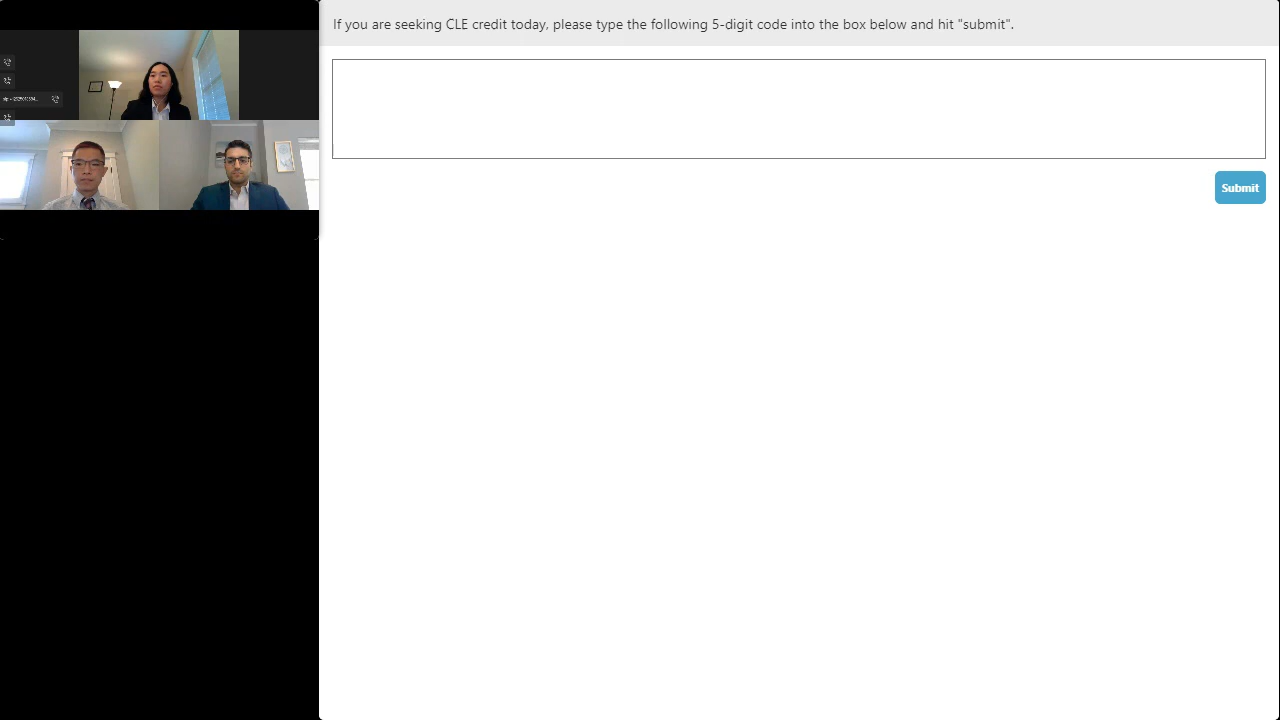 If you are seeking CLE credit today, please type the following 5-digit code into the box below and hit "submit".
Submit